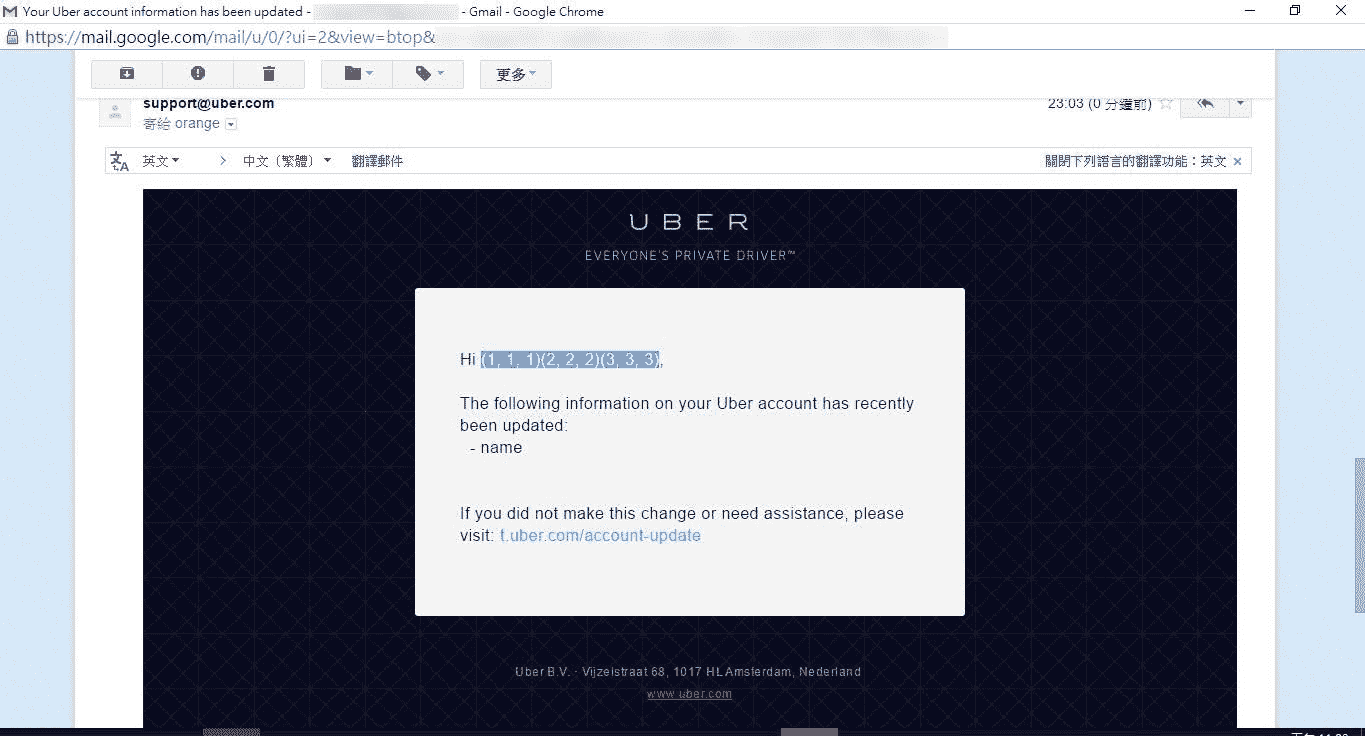 Your Uber account information has been updated - - Gmail - Google Chrome
https://mail.google.com/mail/u/0/?ui=2&view=btop&
更多
support@uber.com
23:03 (0 分鐘前)
寄給 orange
英文 > 中文（繁體） 翻譯郵件
關閉下列語言的翻譯功能：英文 ×
UBER
EVERYONE'S PRIVATE DRIVER™
Hi (1, 1, 1)(2, 2, 2)(3, 3, 3),
The following information on your Uber account has recently
been updated:
- name
If you did not make this change or need assistance, please
visit: t.uber.com/account-update
Uber B.V. · Vijzelstraat 68, 1017 HL Amsterdam, Nederland
www.uber.com